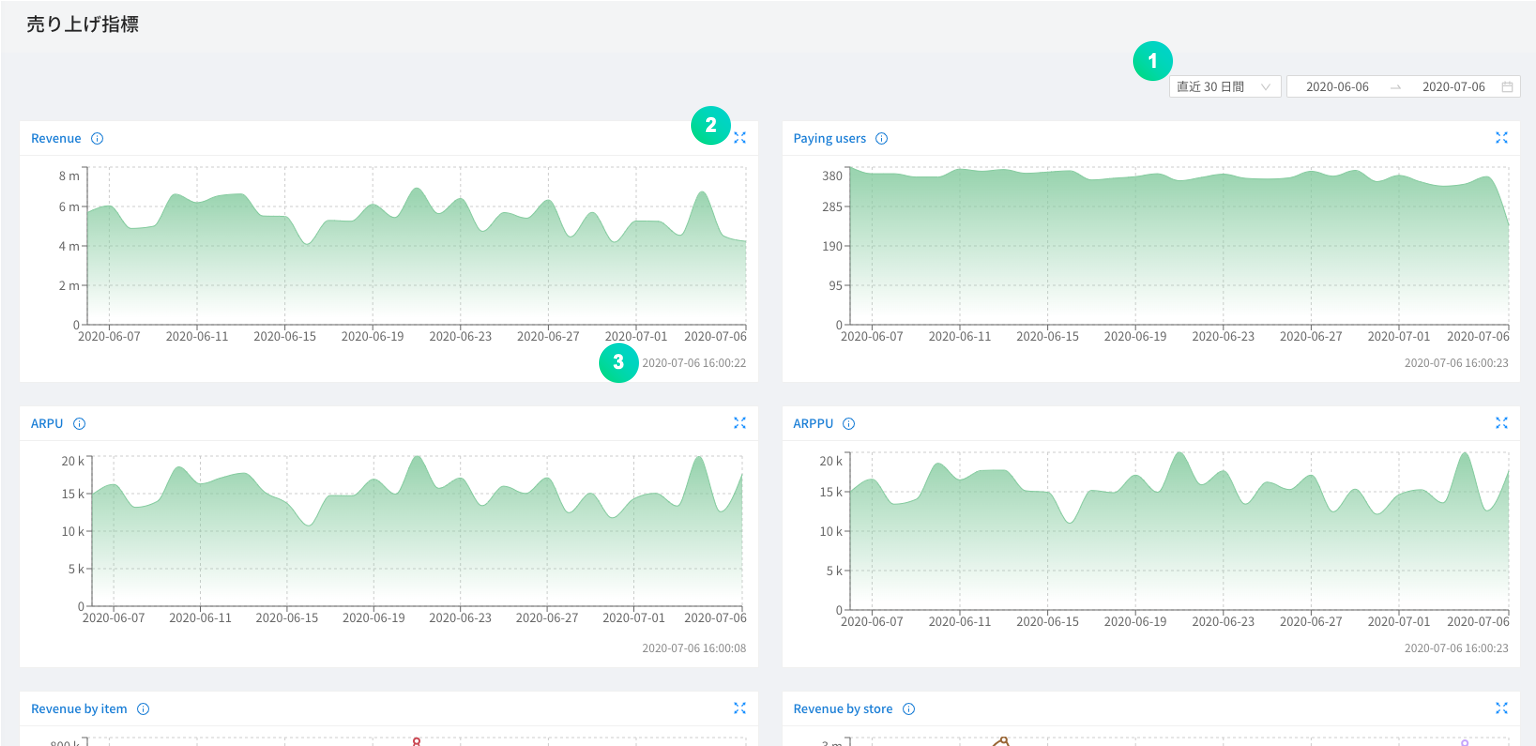 売り上げ指標
1
直近 30 日間
2020-06-06
2020-07-06
2
Revenue
8 m
6 m
4 m
2 m
0
2020-06-07 2020-06-11 2020-06-15 2020-06-19 2020-06-23 2020-06-27 2020-07-01 2020-07-06
3
2020-07-06 16:00:22
Paying users
380
285
190
95
0
2020-06-07 2020-06-11 2020-06-15 2020-06-19 2020-06-23 2020-06-27 2020-07-01 2020-07-06
2020-07-06 16:00:23
ARPU
20 k
15 k
10 k
5 k
0
2020-06-07 2020-06-11 2020-06-15 2020-06-19 2020-06-23 2020-06-27 2020-07-01 2020-07-06
2020-07-06 16:00:08
ARPPU
20 k
15 k
10 k
5 k
0
2020-06-07 2020-06-11 2020-06-15 2020-06-19 2020-06-23 2020-06-27 2020-07-01 2020-07-06
2020-07-06 16:00:23
Revenue by item
800 k
Revenue by store
3 m